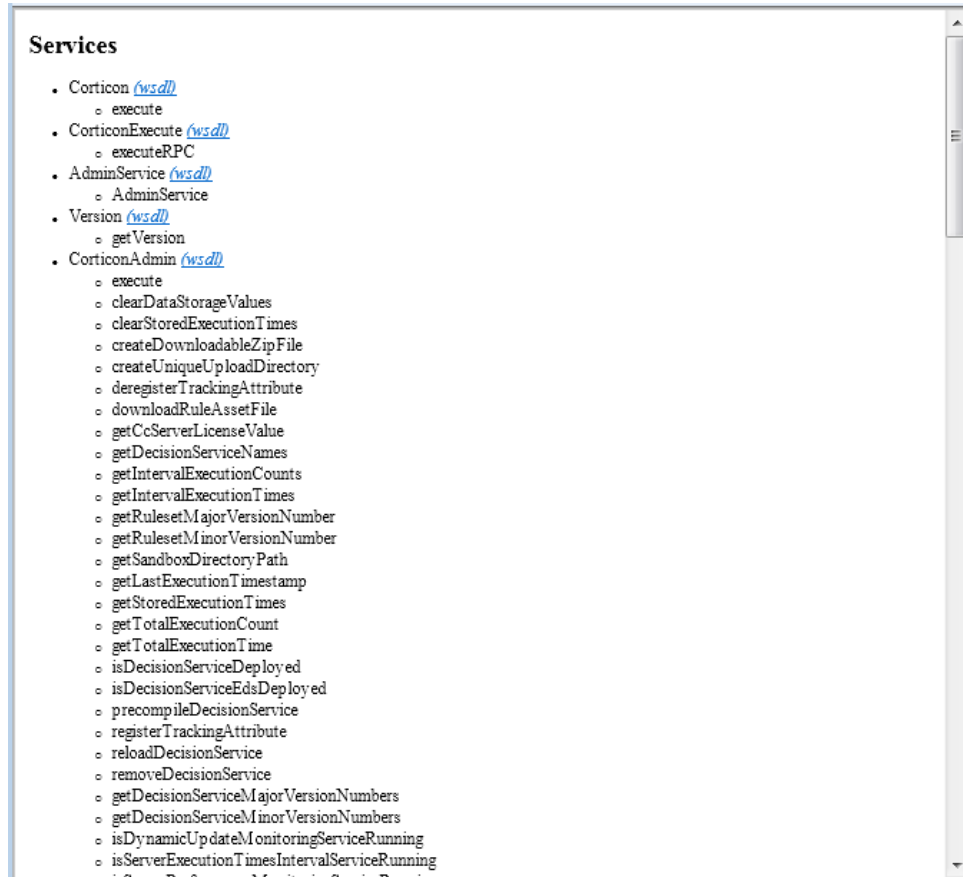 Services
Corticon (wsdl)
execute
CorticonExecute (wsdl)
executeRPC
AdminService (wsdl)
AdminService
Version (wsdl)
getVersion
CorticonAdmin (wsdl)
execute
clearDataStorageValues
clearStoredExecutionTimes
createDownloadableZipFile
createUniqueUploadDirectory
deregisterTrackingAttribute
downloadRuleAssetFile
getCcServerLicenseValue
getDecisionServiceNames
getIntervalExecutionCounts
getIntervalExecutionTimes
getRulesetMajorVersionNumber
getRulesetMinorVersionNumber
getSandboxDirectoryPath
getLastExecutionTimestamp
getStoredExecutionTimes
getTotalExecutionCount
getTotalExecutionTime
isDecisionServiceDeployed
isDecisionServiceEdsDeployed
precompileDecisionService
registerTrackingAttribute
reloadDecisionService
removeDecisionService
getDecisionServiceMajorVersionNumbers
getDecisionServiceMinorVersionNumbers
isDynamicUpdateMonitoringServiceRunning
isServerExecutionTimesIntervalServiceRunning